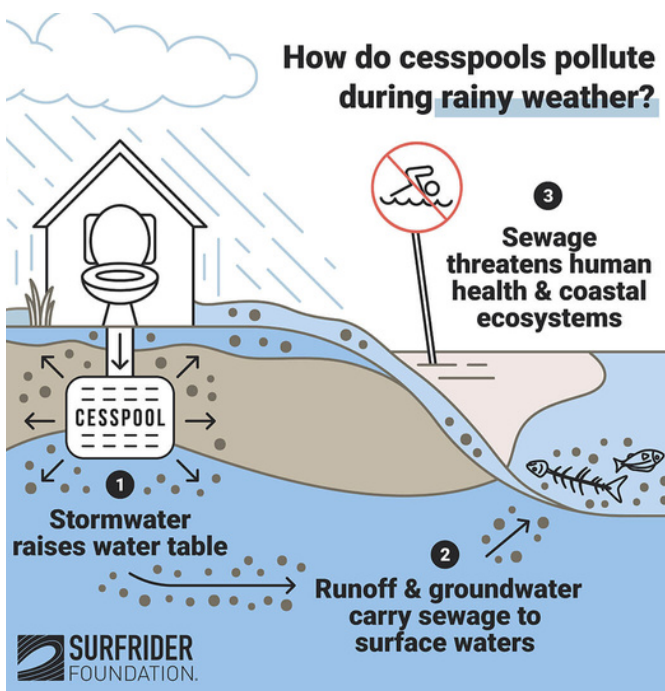 How do cesspools pollute
during rainy weather?
3
Sewage
threatens human
health & coastal
ecosystems
CESSPOOL
1
Stormwater
raises water table
2
Runoff & groundwater
carry sewage to
surface waters
SURFRIDER
FOUNDATION.